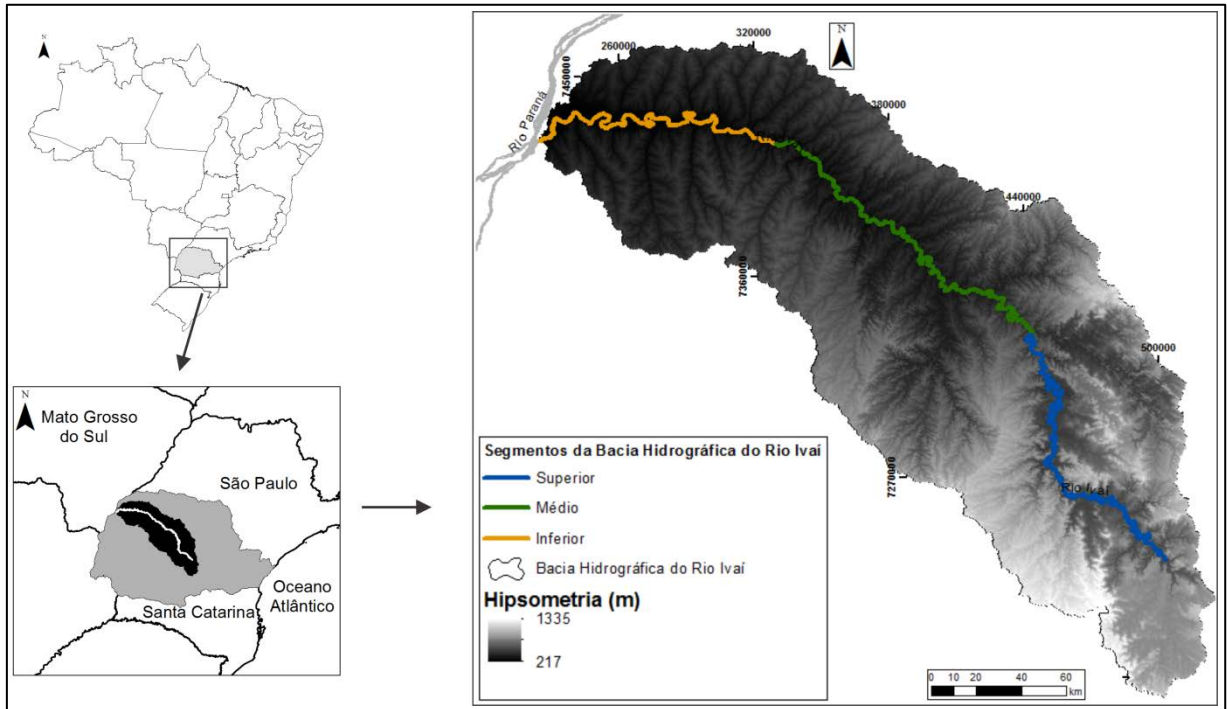 N
N
Mato Grosso
do Sul
São Paulo
Oceano
Atlântico
Santa Catarina
N
320000
260000
7450000
380000
Rio Paraná
440000
7360000
500000
7270000
Rio Ivaí
Segmentos da Bacia Hidrográfica do Rio Ivaí
Superior
Médio
Inferior
Bacia Hidrográfica do Rio Ivaí
Hipsometria (m)
1335
217
0 10 20 40 60
km